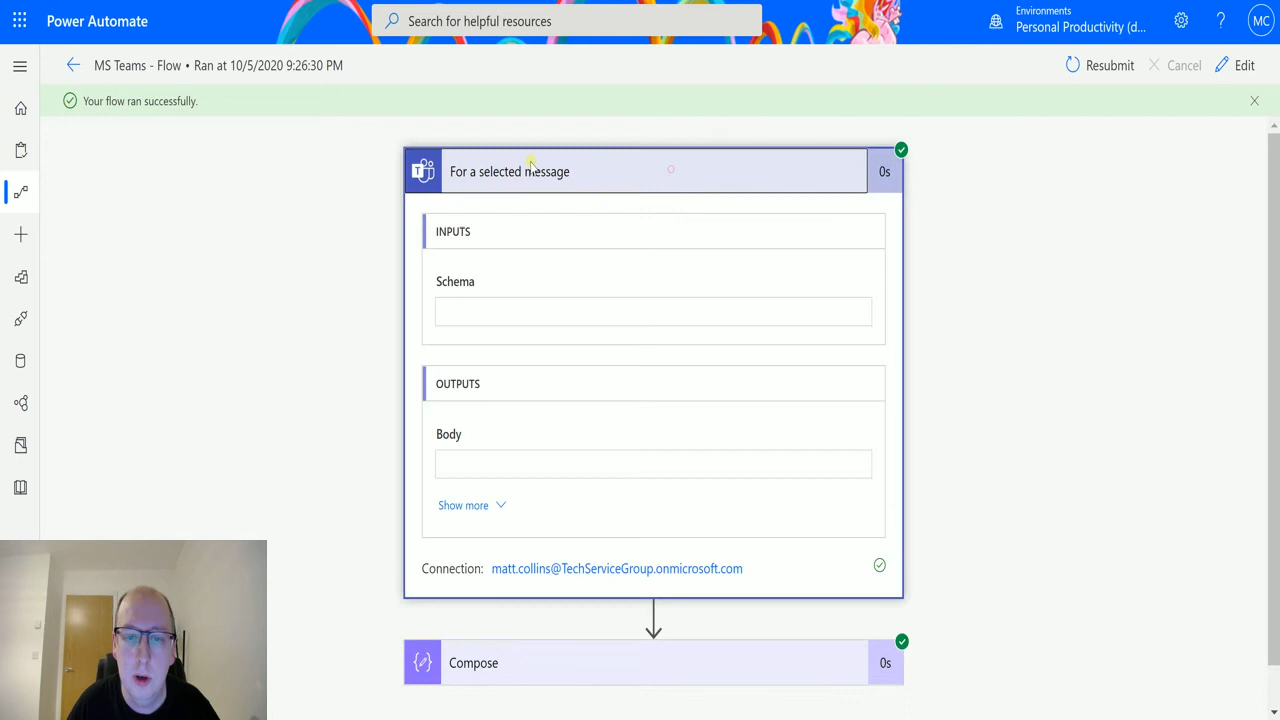 Power Automate
Search for helpful resources
Environments
Personal Productivity (d...
?
MC
MS Teams - Flow • Ran at 10/5/2020 9:26:30 PM
Resubmit
Cancel
Edit
Your flow ran successfully.
T
For a selected message
0s
INPUTS
Schema
OUTPUTS
Body
Show more
Connection: matt.collins@TechServiceGroup.onmicrosoft.com
Compose
0s